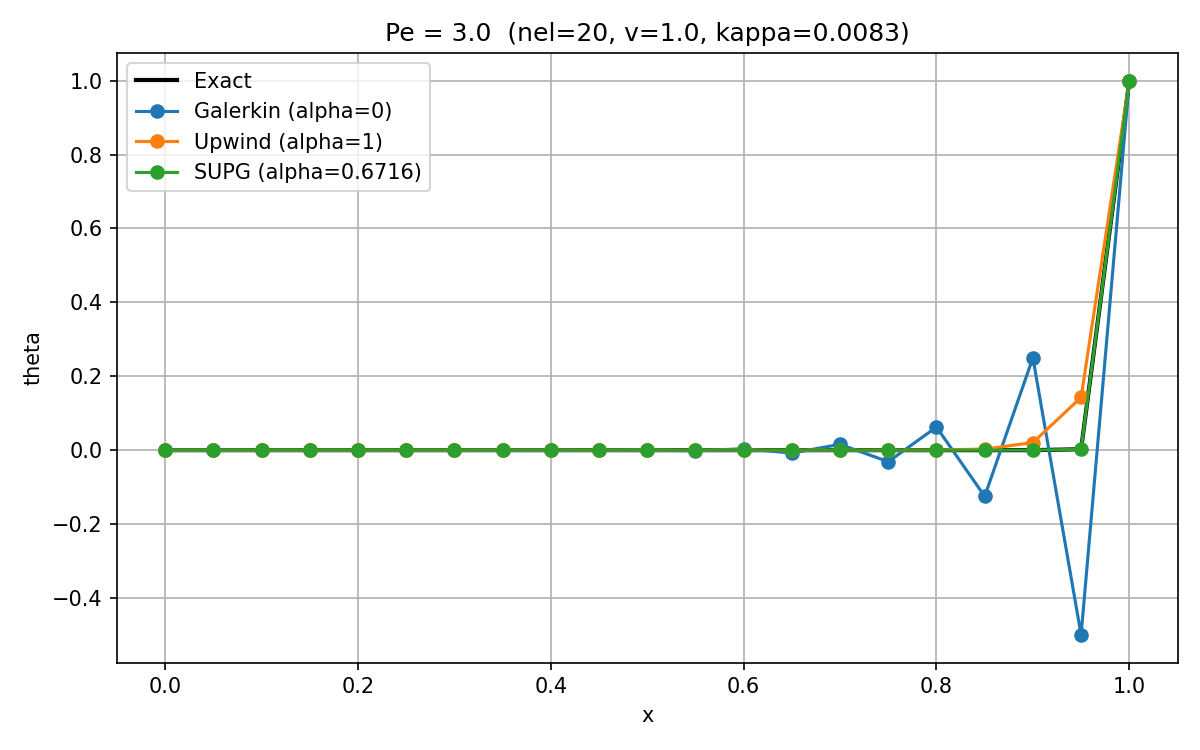 Pe = 3.0  (nel=20, v=1.0, kappa=0.0083)
Exact
Galerkin (alpha=0)
Upwind (alpha=1)
SUPG (alpha=0.6716)
theta
1.0
0.8
0.6
0.4
0.2
0.0
−0.2
−0.4
0.0 0.2 0.4 0.6 0.8 1.0
x